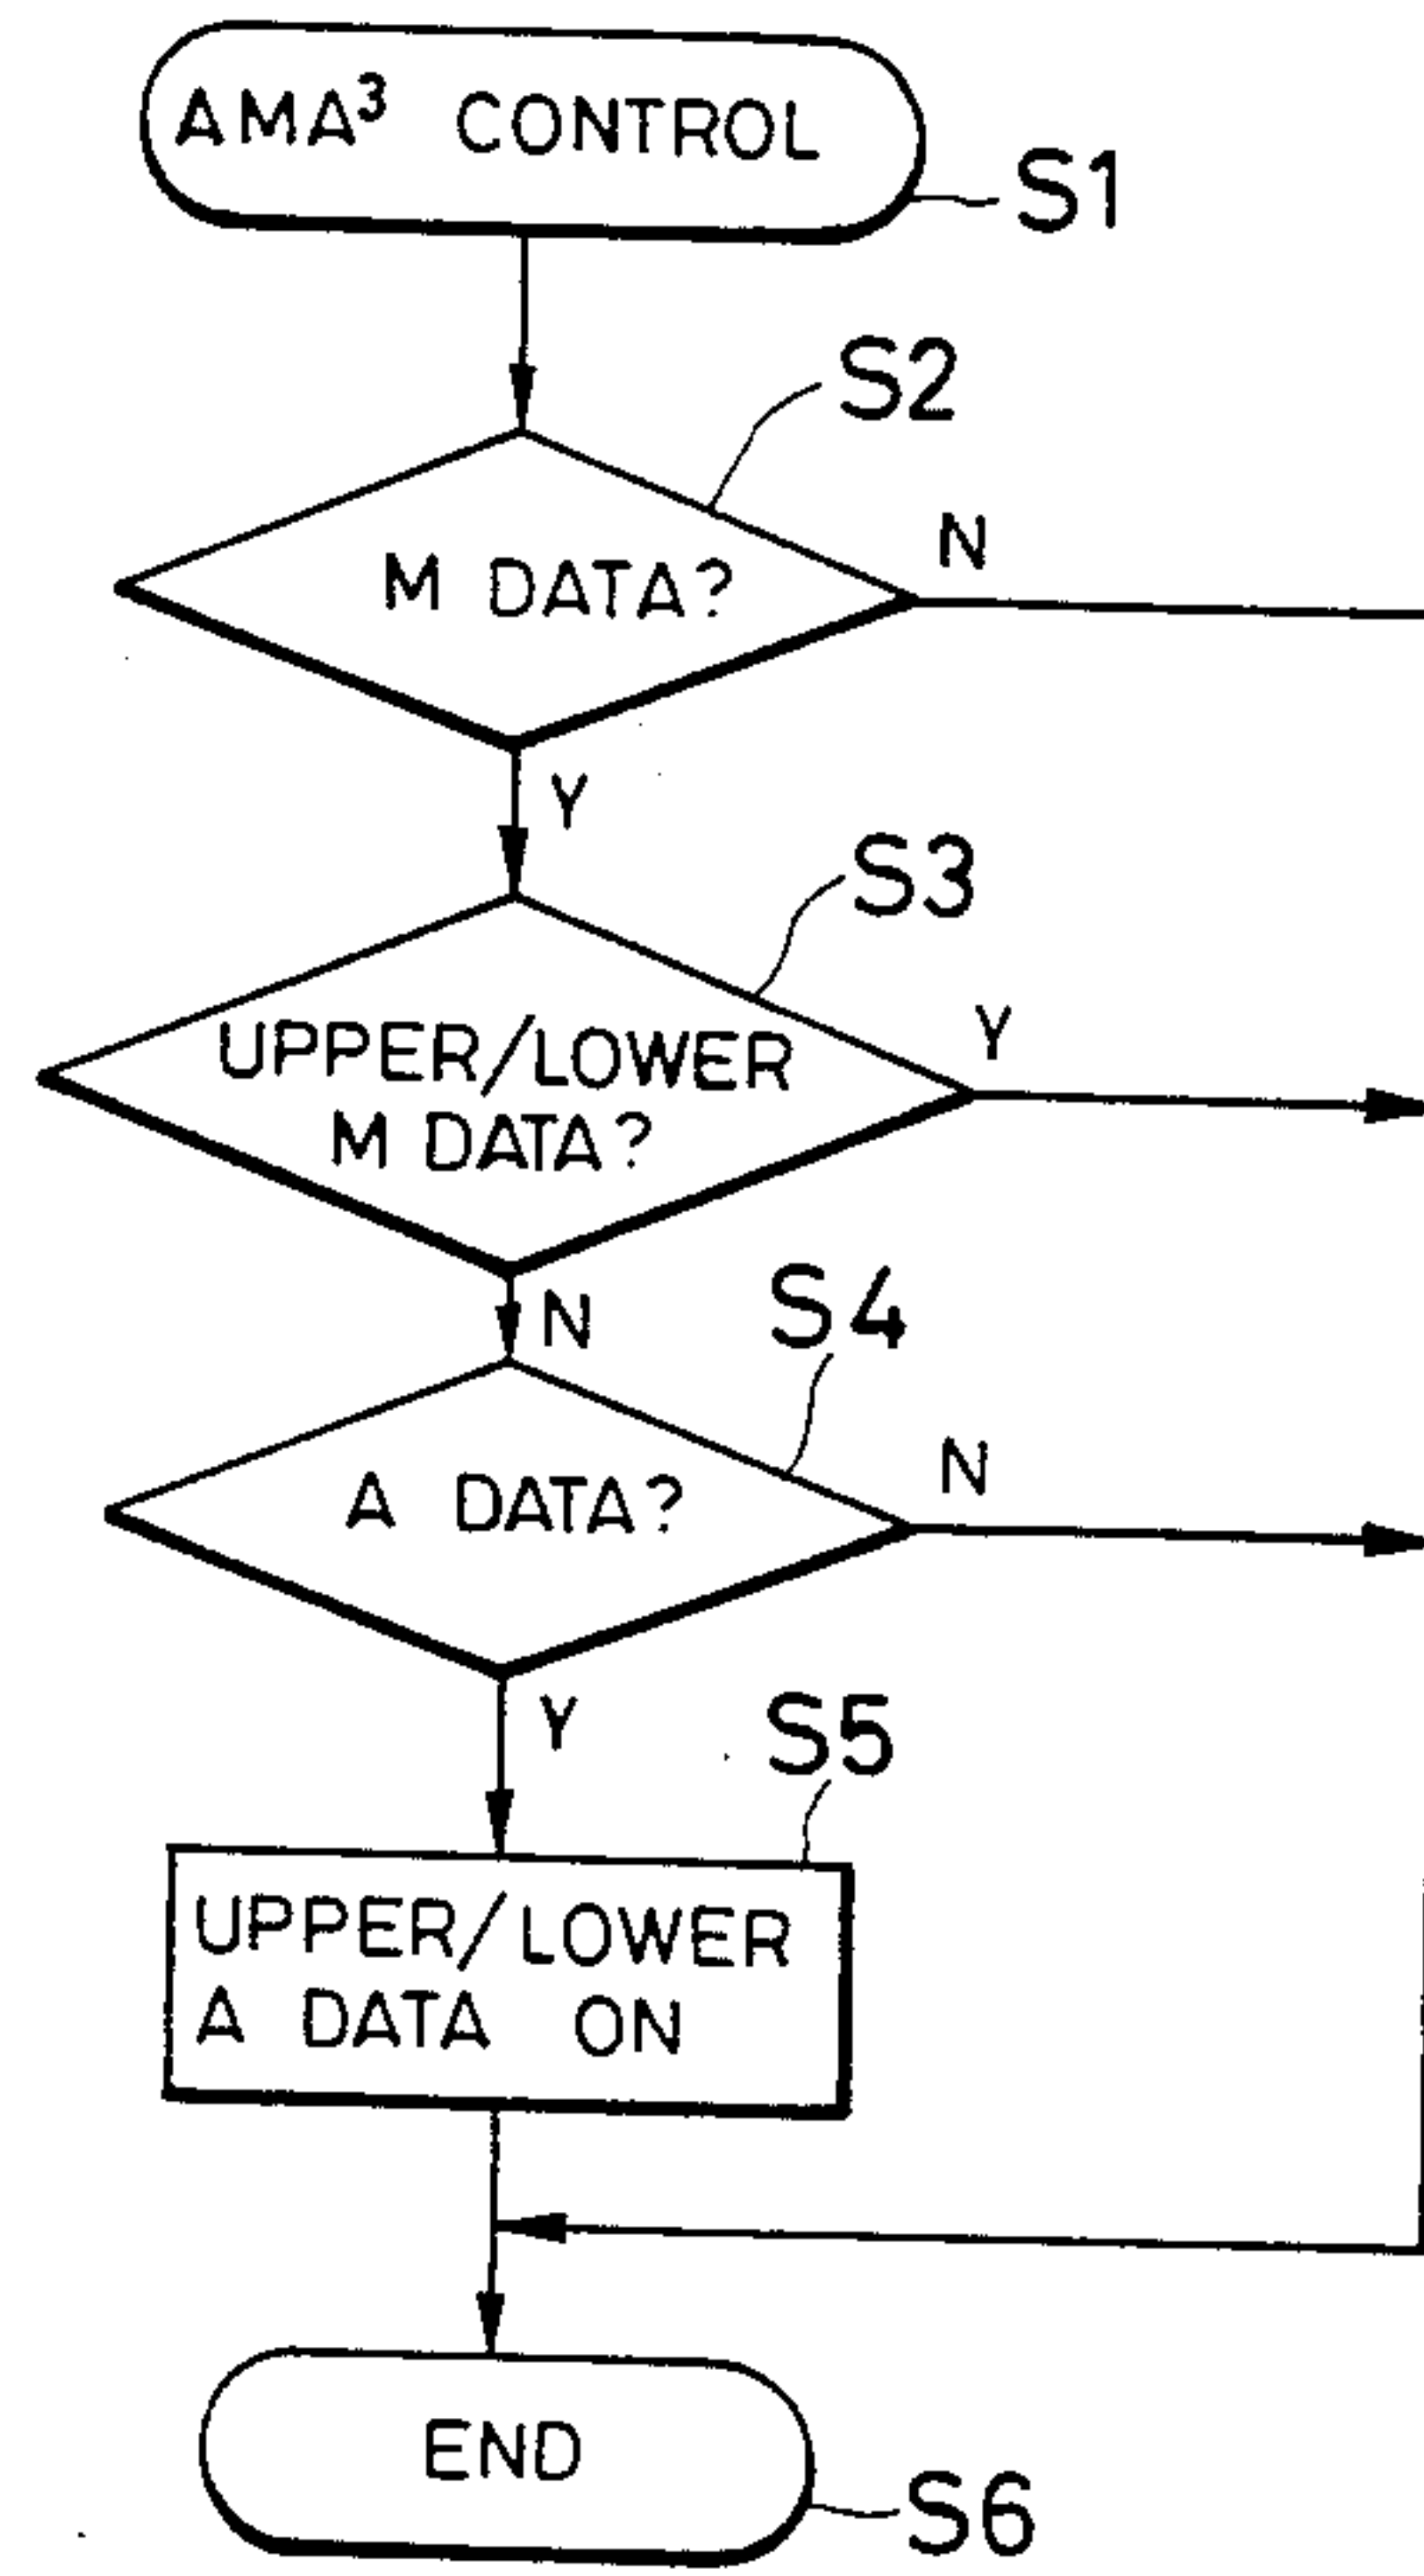 AMA³ CONTROL
S1
S2
M DATA?
N
Y
S3
UPPER/LOWER
M DATA?
Y
N
S4
A DATA?
N
Y
S5
UPPER/LOWER
A DATA ON
END
S6